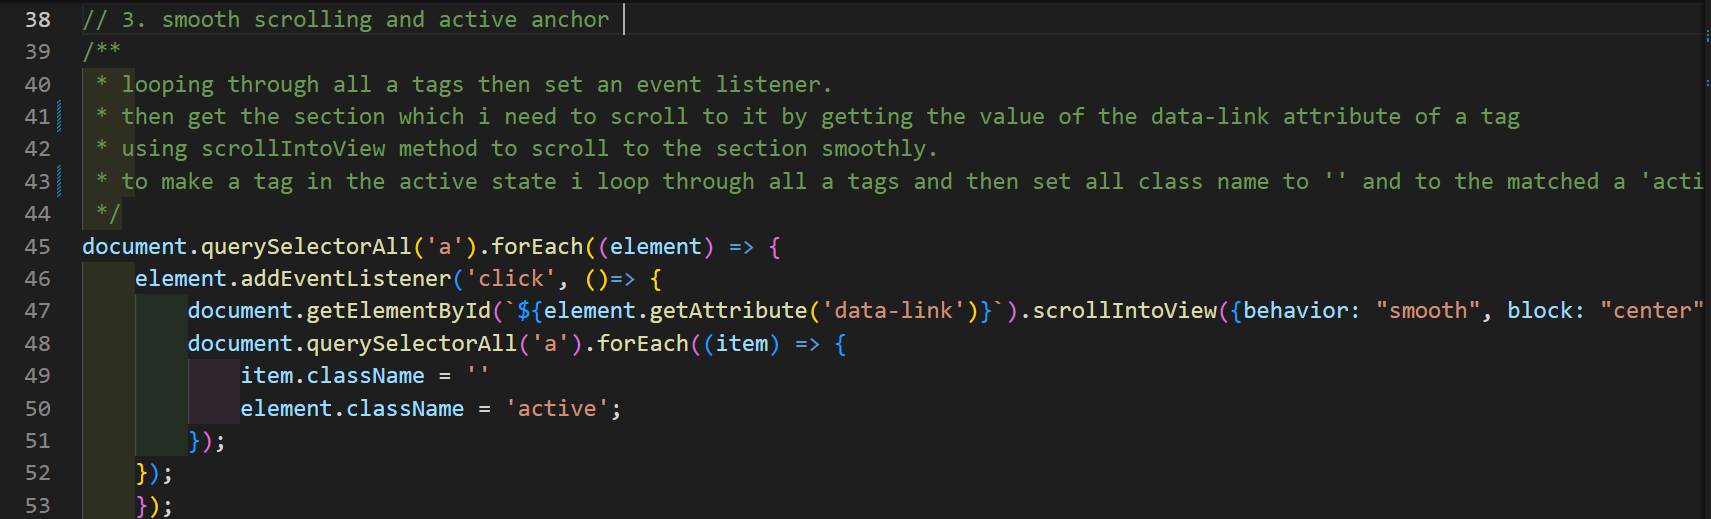 38 // 3. smooth scrolling and active anchor
39 /**
40  * looping through all a tags then set an event listener.
41  * then get the section which i need to scroll to it by getting the value of the data-link attribute of a tag
42  * using scrollIntoView method to scroll to the section smoothly.
43  * to make a tag in the active state i loop through all a tags and then set all class name to '' and to the matched a 'acti
44  */
45 document.querySelectorAll('a').forEach((element) => {
46     element.addEventListener('click', ()=> {
47         document.getElementById(`${element.getAttribute('data-link')}`).scrollIntoView({behavior: "smooth", block: "center"
48         document.querySelectorAll('a').forEach((item) => {
49             item.className = ''
50             element.className = 'active';
51         });
52     });
53     });